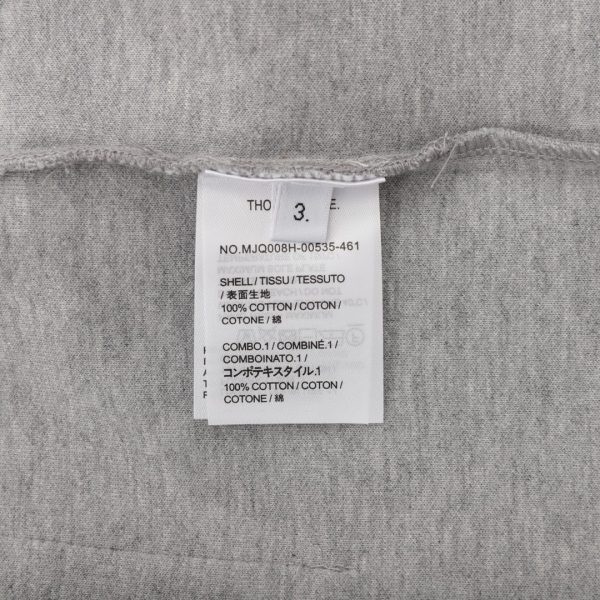 THO
E.
3.
NO.MJQ008H-00535-461
SHELL / TISSU / TESSUTO
/ 表面生地
100% COTTON / COTON /
COTONE / 綿
COMBO.1 / COMBINÉ.1 /
COMBOINATO.1 /
コンボテキスタイル.1
100% COTTON / COTON /
COTONE / 綿